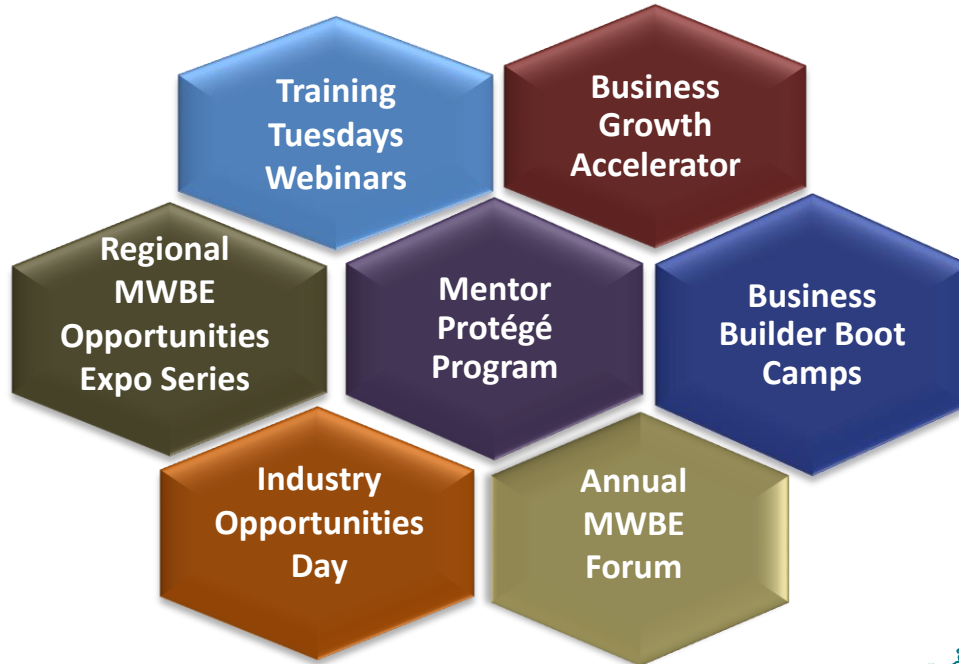 Training
Tuesdays
Webinars
Business
Growth
Accelerator
Regional
MWBE
Opportunities
Expo Series
Mentor
Protégé
Program
Business
Builder Boot
Camps
Industry
Opportunities
Day
Annual
MWBE
Forum